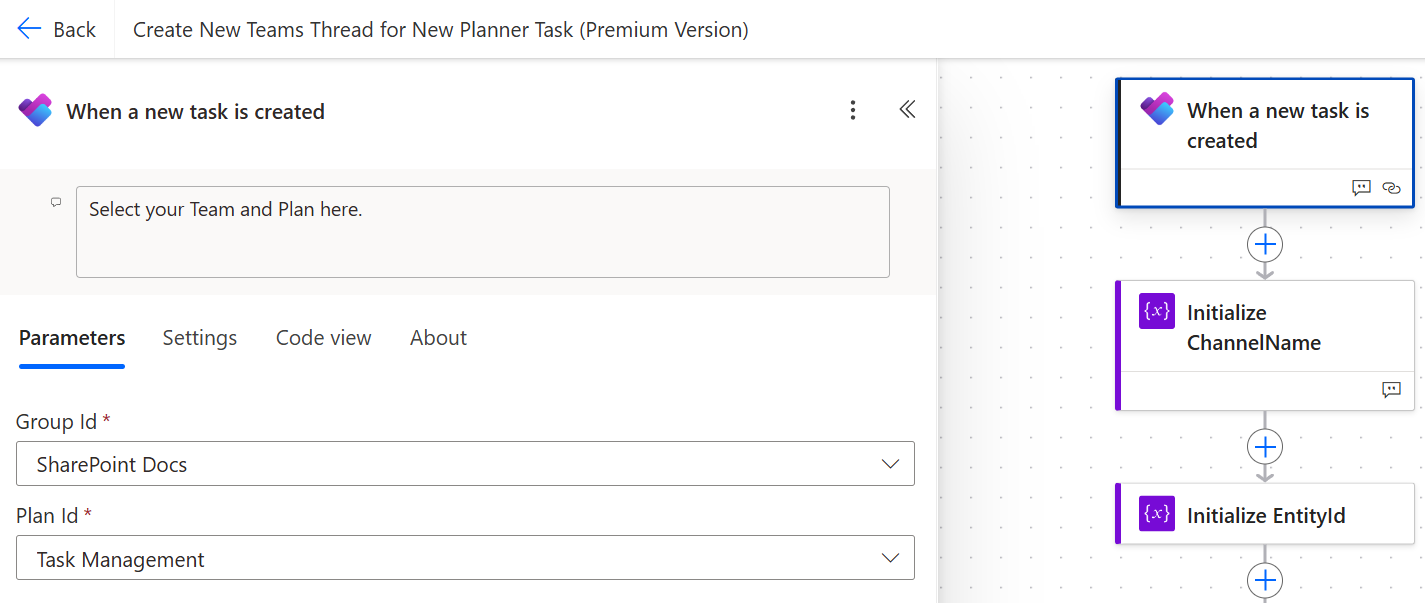 Back
Create New Teams Thread for New Planner Task (Premium Version)
When a new task is created
Select your Team and Plan here.
Parameters
Settings
Code view
About
Group Id *
SharePoint Docs
Plan Id *
Task Management
When a new task is
created
{x}
Initialize
ChannelName
{x}
Initialize EntityId